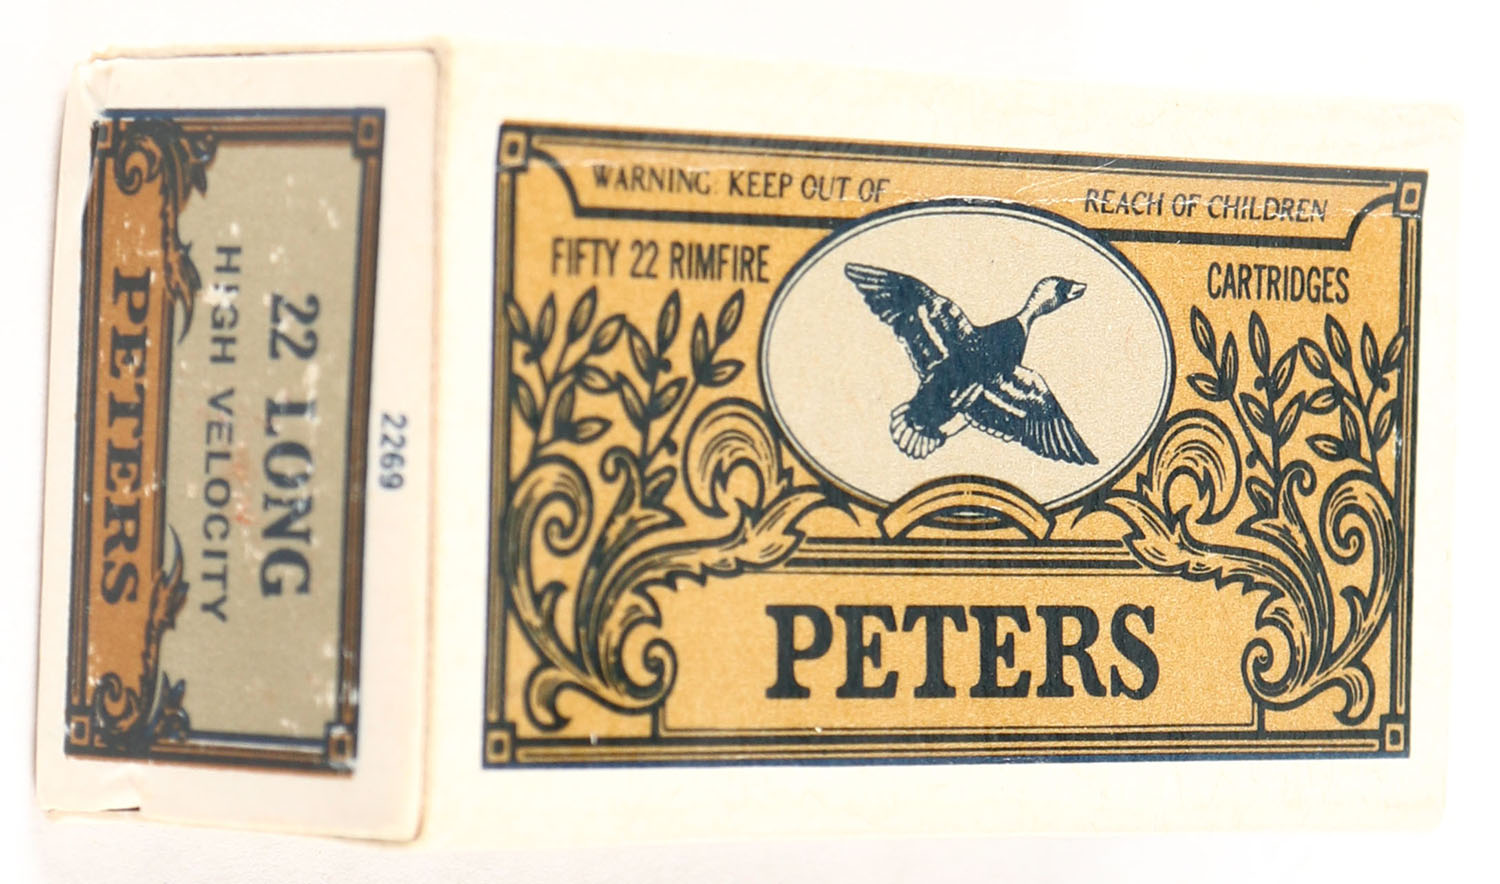 WARNING: KEEP OUT OF REACH OF CHILDREN
FIFTY 22 RIMFIRE CARTRIDGES
PETERS
2269
22 LONG
HIGH VELOCITY
PETERS